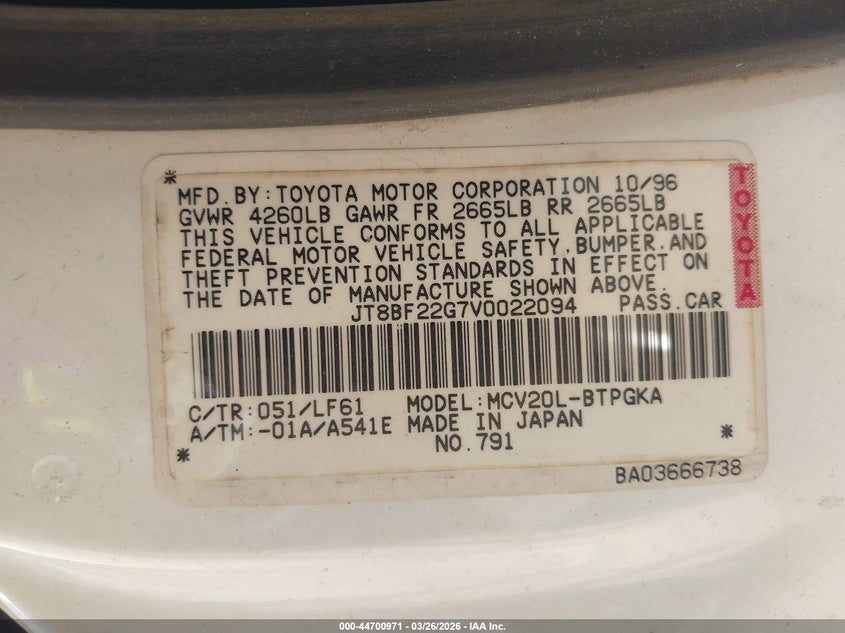 MFD.BY:TOYOTA MOTOR CORPORATION 10/96
GVWR 4260LB GAWR FR 2665LB RR 2665LB
THIS VEHICLE CONFORMS TO ALL APPLICABLE
FEDERAL MOTOR VEHICLE SAFETY,BUMPER,AND
THEFT PREVENTION STANDARDS IN EFFECT ON
THE DATE OF MANUFACTURE SHOWN ABOVE.
JT8BF22G7V0022094 PASS.CAR
C/TR:051/LF61 MODEL:MCV20L-BTPGKA
A/TM:-01A/A541E MADE IN JAPAN
NO.791
BA03666738
TOYOTA
000-44700971 - 03/26/2026 - IAA Inc.